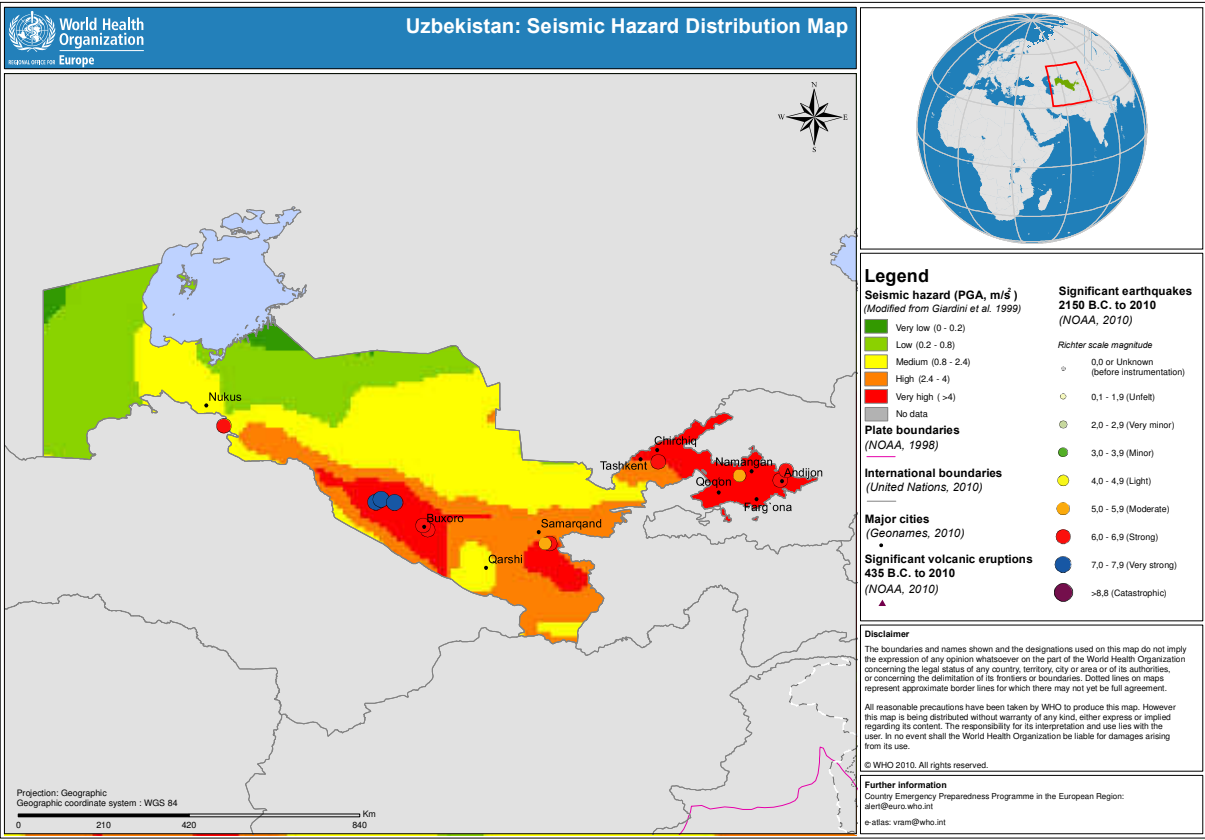 World Health
Organization
REGIONAL OFFICE FOR Europe
Uzbekistan: Seismic Hazard Distribution Map
N
W
E
S
Nukus
Chirchiq
Tashkent
Namangan
Andijon
Qoqon
Farg`ona
Buxoro
Samarqand
Qarshi
Projection: Geographic
Geographic coordinate system : WGS 84
Km
0 210 420 840
Legend
Seismic hazard (PGA, m/s²)
(Modified from Giardini et al. 1999)
Very low (0 - 0.2)
Low (0.2 - 0.8)
Medium (0.8 - 2.4)
High (2.4 - 4)
Very high ( >4)
No data
Plate boundaries
(NOAA, 1998)
International boundaries
(United Nations, 2010)
Major cities
(Geonames, 2010)
Significant volcanic eruptions
435 B.C. to 2010
(NOAA, 2010)
Significant earthquakes
2150 B.C. to 2010
(NOAA, 2010)
Richter scale magnitude
0,0 or Unknown
(before instrumentation)
0,1 - 1,9 (Unfelt)
2,0 - 2,9 (Very minor)
3,0 - 3,9 (Minor)
4,0 - 4,9 (Light)
5,0 - 5,9 (Moderate)
6,0 - 6,9 (Strong)
7,0 - 7,9 (Very strong)
>8,8 (Catastrophic)
Disclaimer
The boundaries and names shown and the designations used on this map do not imply
the expression of any opinion whatsoever on the part of the World Health Organization
concerning the legal status of any country, territory, city or area or of its authorities,
or concerning the delimitation of its frontiers or boundaries. Dotted lines on maps
represent approximate border lines for which there may not yet be full agreement.
All reasonable precautions have been taken by WHO to produce this map. However
this map is being distributed without warranty of any kind, either express or implied
regarding its content. The responsibility for its interpretation and use lies with the
user. In no event shall the World Health Organization be liable for damages arising
from its use.
© WHO 2010. All rights reserved.
Further information
Country Emergency Preparedness Programme in the European Region:
alert@euro.who.int
e-atlas: vram@who.int